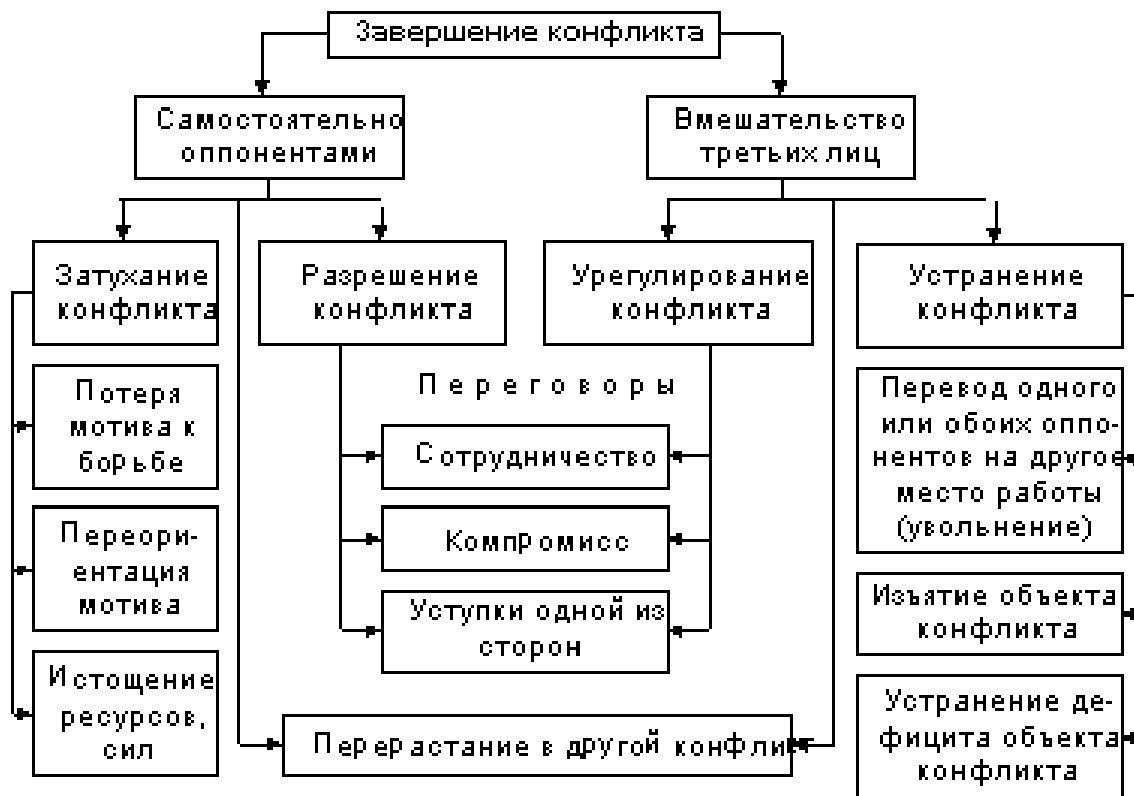 Завершение конфликта
Самостоятельно
оппонентами
Вмешательство
третьих лиц
Затухание
конфликта
Разрешение
конфликта
Урегулирование
конфликта
Устранение
конфликта
Переговоры
Потеря
мотива к
борьбе
Сотрудничество
Перевод одного
или обоих оппо-
нентов на другое
место работы
(увольнение)
Переори-
ентация
мотива
Компромисс
Изъятие объекта
конфликта
Уступки одной из
сторон
Истощение
ресурсов,
сил
Устранение де-
фицита объекта
конфликта
Перерастание в другой конфли